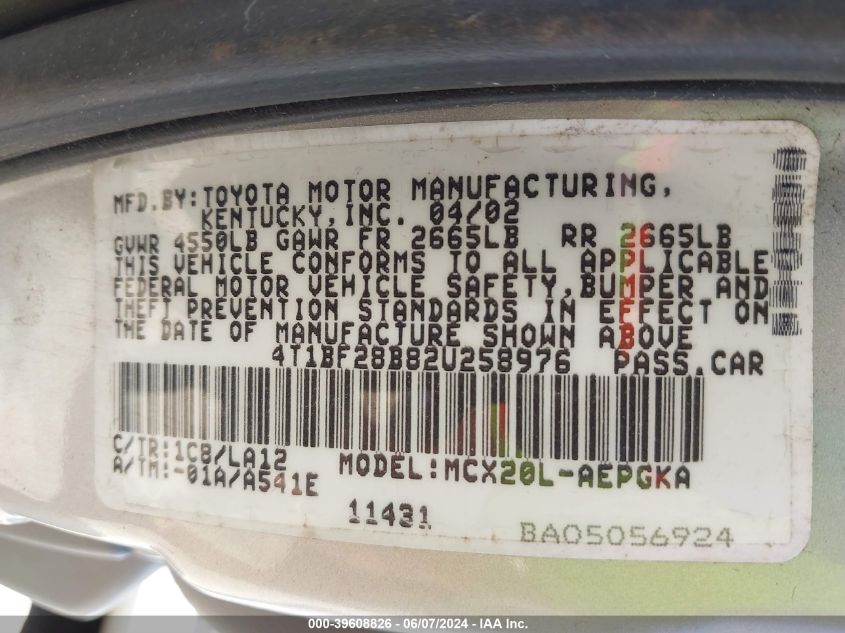 MFD.BY:TOYOTA MOTOR MANUFACTURING,
KENTUCKY,INC. 04/02
GVWR 4550LB GAWR FR 2665LB RR 2665LB
THIS VEHICLE CONFORMS TO ALL APPLICABLE
FEDERAL MOTOR VEHICLE SAFETY,BUMPER AND
THEFT PREVENTION STANDARDS IN EFFECT ON
THE DATE OF MANUFACTURE SHOWN ABOVE
4T1BF28B82U258976 PASS.CAR
C/TR:1C8/LA12
A/TM:-01A/A541E
MODEL:MCX20L-AEPGKA
11431
BA05056924
000-39608826 - 06/07/2024 - IAA Inc.